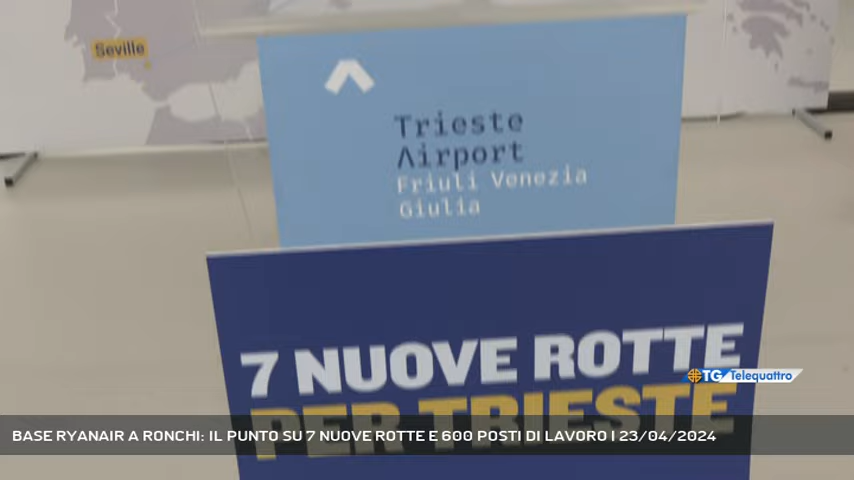 Seville
Trieste
Airport
Friuli Venezia
Giulia
7 NUOVE ROTTE
PER TRIESTE
TG Telequattro
BASE RYANAIR A RONCHI: IL PUNTO SU 7 NUOVE ROTTE E 600 POSTI DI LAVORO | 23/04/2024